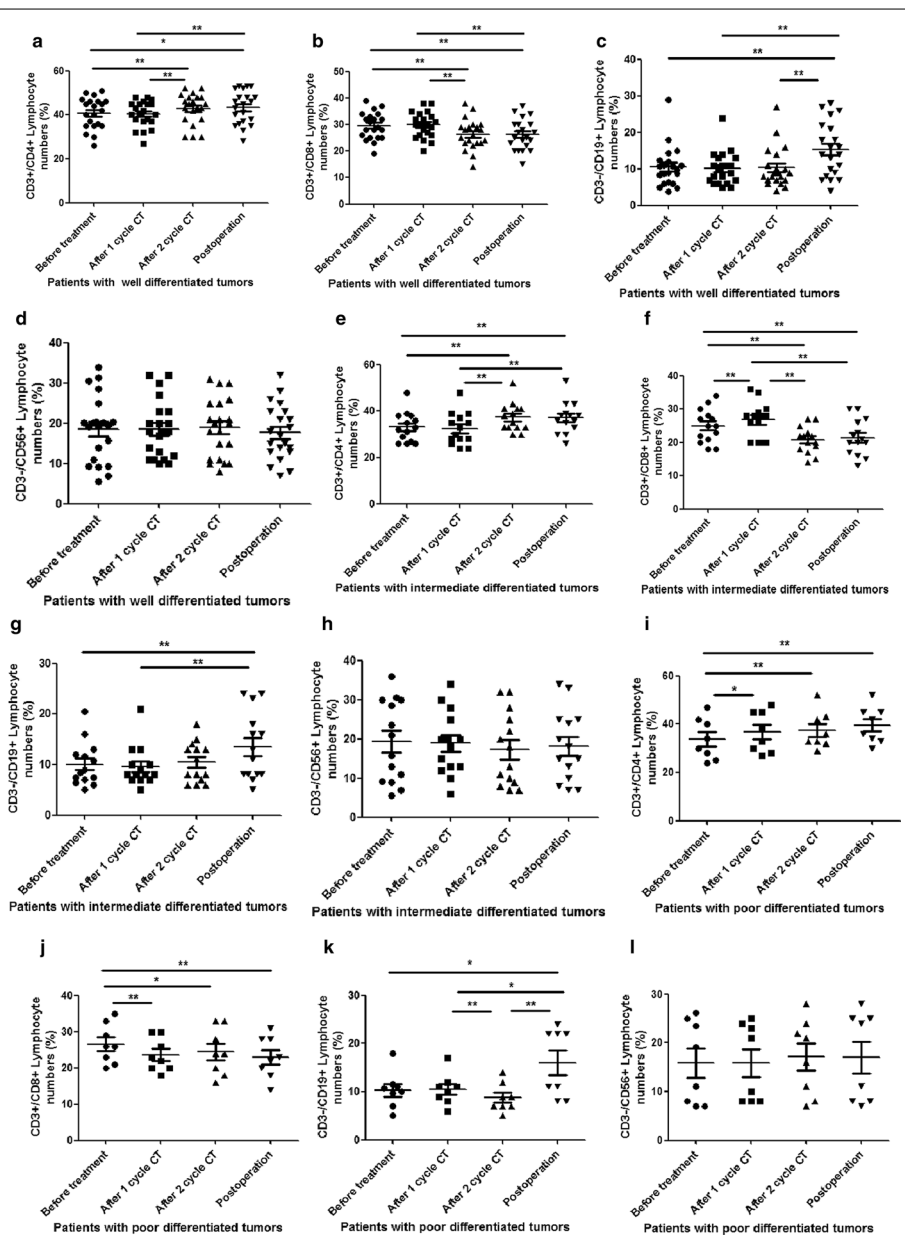 a
**
*
**
**
CD3+/CD4+ Lymphocyte
numbers (%)
60
40
20
0
Before treatment
After 1 cycle CT
After 2 cycle CT
Postoperation
Patients with well differentiated tumors
b
**
**
**
**
CD3+/CD8+ Lymphocyte
numbers (%)
50
40
30
20
10
0
Before treatment
After 1 cycle CT
After 2 cycle CT
Postoperation
Patients with well differentiated tumors
c
**
**
**
CD3-/CD19+ Lymphocyte
numbers (%)
40
30
20
10
0
Before treatment
After 1 cycle CT
After 2 cycle CT
Postoperation
Patients with well differentiated tumors
d
CD3-/CD56+ Lymphocyte
numbers (%)
40
30
20
10
0
Before treatment
After 1 cycle CT
After 2 cycle CT
Postoperation
Patients with well differentiated tumors
e
**
**
**
**
CD3+/CD4+ Lymphocyte
numbers (%)
60
40
20
0
Before treatment
After 1 cycle CT
After 2 cycle CT
Postoperation
Patients with intermediate differentiated tumors
f
**
**
**
**
**
CD3+/CD8+ Lymphocyte
numbers (%)
40
30
20
10
0
Before treatment
After 1 cycle CT
After 2 cycle CT
Postoperation
Patients with intermediate differentiated tumors
g
**
**
CD3-/CD19+ Lymphocyte
numbers (%)
30
20
10
0
Before treatment
After 1 cycle CT
After 2 cycle CT
Postoperation
Patients with intermediate differentiated tumors
h
CD3-/CD56+ Lymphocyte
numbers (%)
40
30
20
10
0
Before treatment
After 1 cycle CT
After 2 cycle CT
Postoperation
Patients with intermediate differentiated tumors
i
**
**
*
CD3+/CD4+ Lymphocyte
numbers (%)
60
40
20
0
Before treatment
After 1 cycle CT
After 2 cycle CT
Postoperation
Patients with poor differentiated tumors
j
**
*
**
CD3+/CD8+ Lymphocyte
numbers (%)
40
30
20
10
0
Before treatment
After 1 cycle CT
After 2 cycle CT
Postoperation
Patients with poor differentiated tumors
k
*
*
**
**
CD3-/CD19+ Lymphocyte
numbers (%)
30
20
10
0
Before treatment
After 1 cycle CT
After 2 cycle CT
Postoperation
Patients with poor differentiated tumors
l
CD3-/CD56+ Lymphocyte
numbers (%)
30
20
10
0
Before treatment
After 1 cycle CT
After 2 cycle CT
Postoperation
Patients with poor differentiated tumors